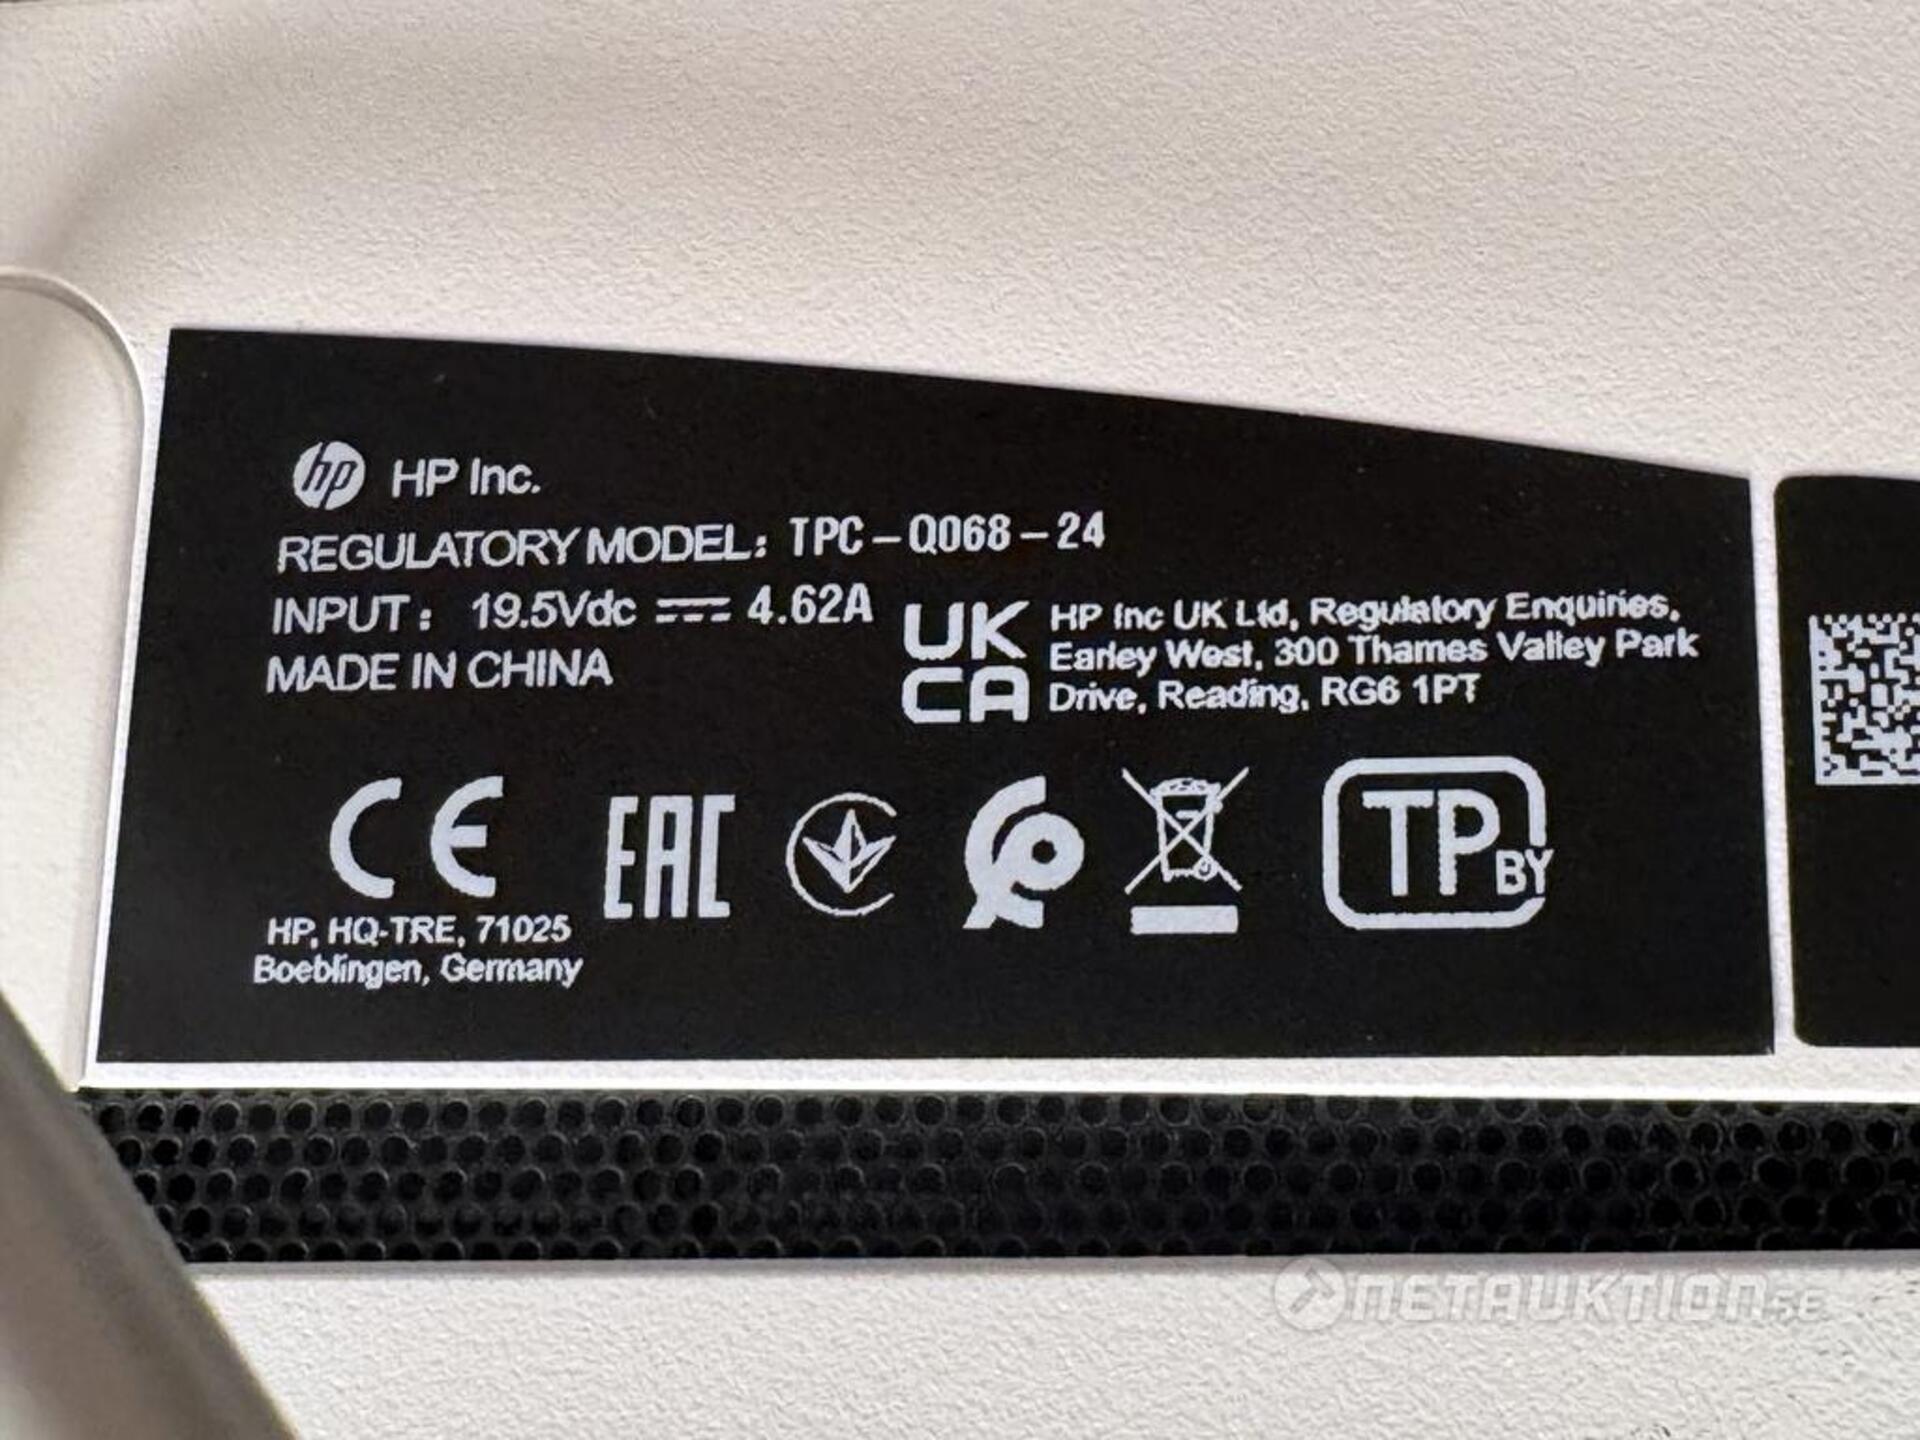 hp HP Inc.
REGULATORY MODEL: TPC-Q068-24
INPUT: 19.5Vdc 4.62A
MADE IN CHINA
UK
CA
HP Inc UK Ltd, Regulatory Enquiries,
Earley West, 300 Thames Valley Park
Drive, Reading, RG6 1PT
CE
HP, HQ-TRE, 71025
Boeblingen, Germany
EAC
TP BY
NETAUKTION.SE